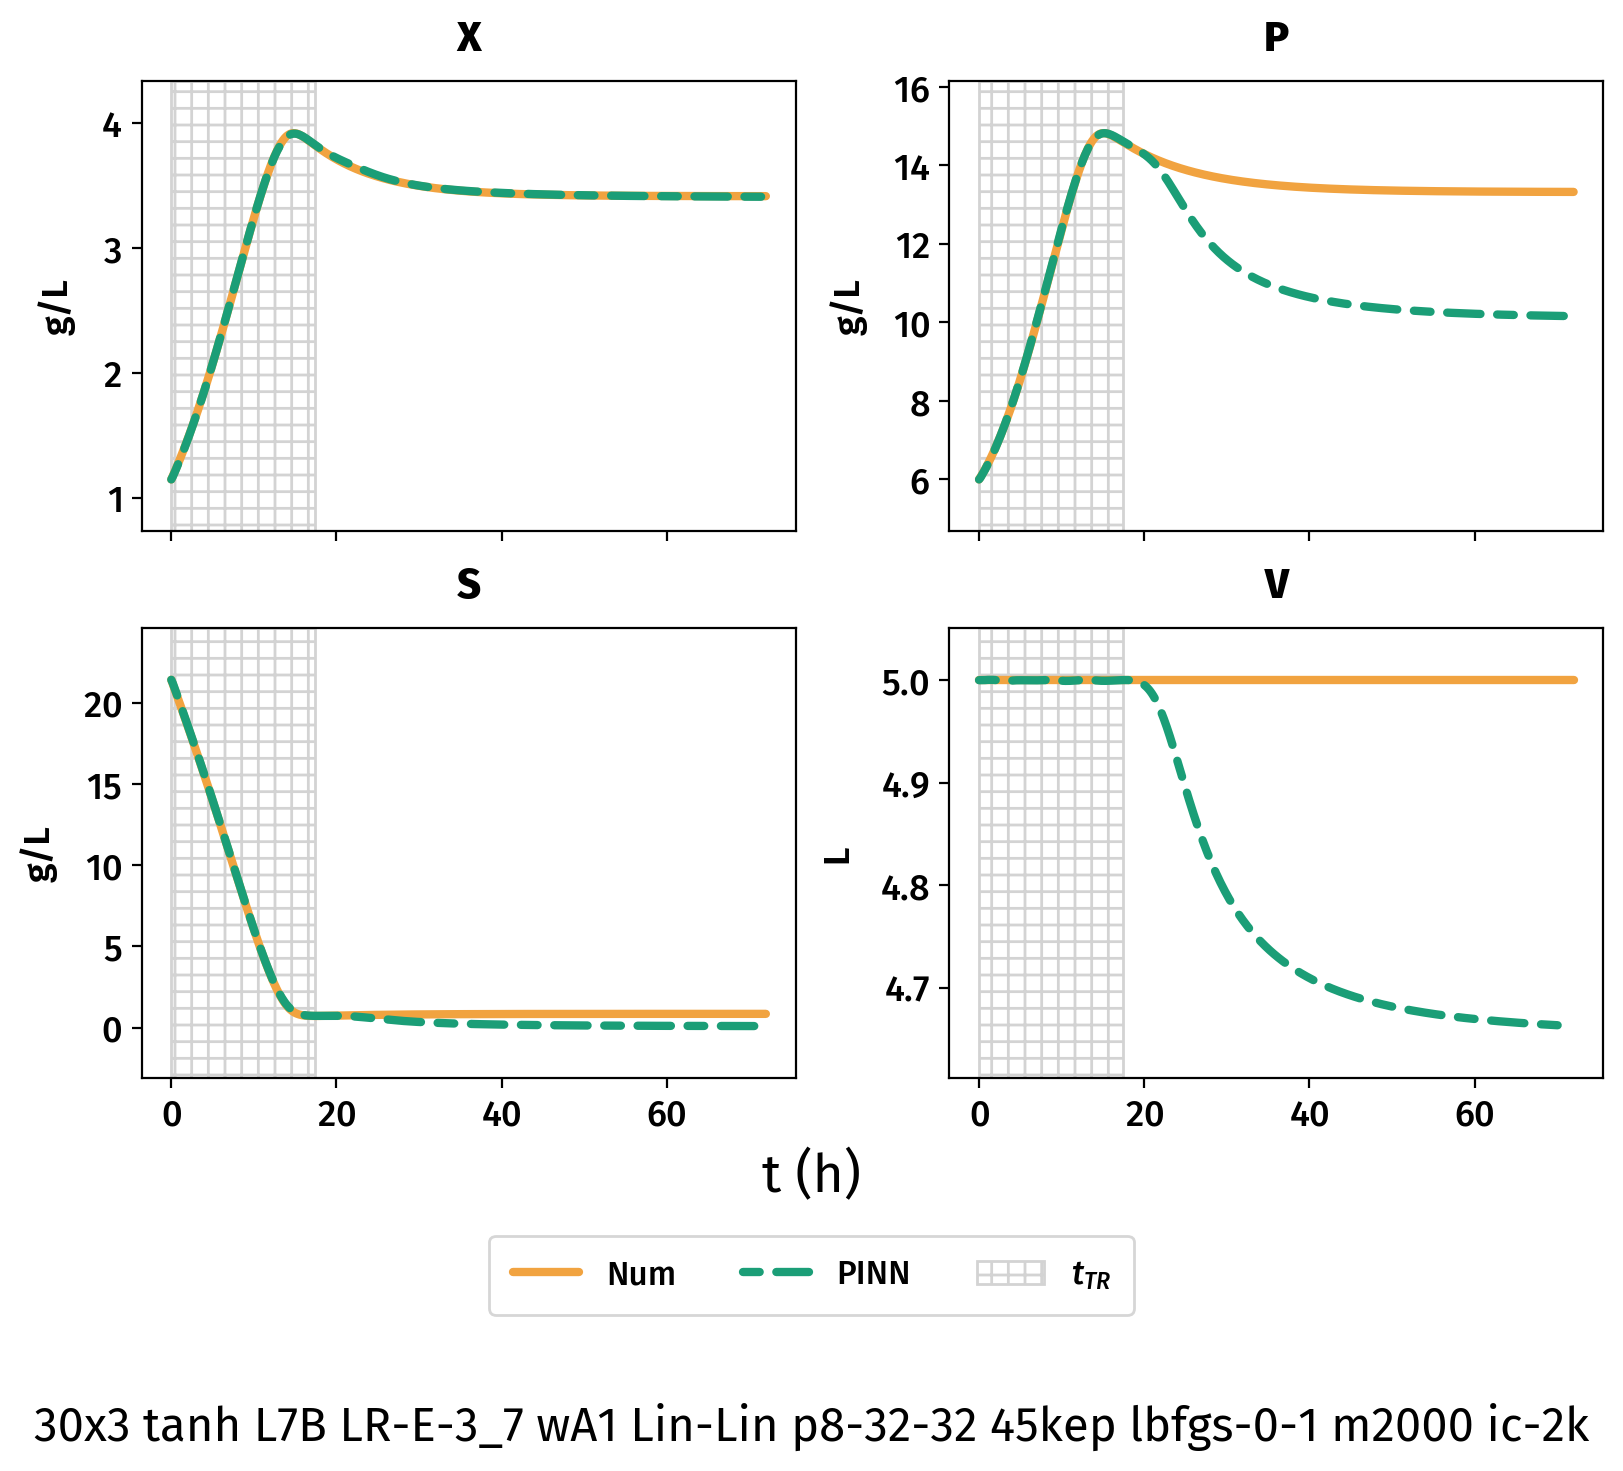 X
4
3
2
1
g/L
P
16
14
12
10
8
6
g/L
S
20
15
10
5
0
g/L
0 20 40 60
V
5.0
4.9
4.8
4.7
L
0 20 40 60
t (h)
Num PINN t_TR
30x3 tanh L7B LR-E-3_7 wA1 Lin-Lin p8-32-32 45kep lbfgs-0-1 m2000 ic-2k